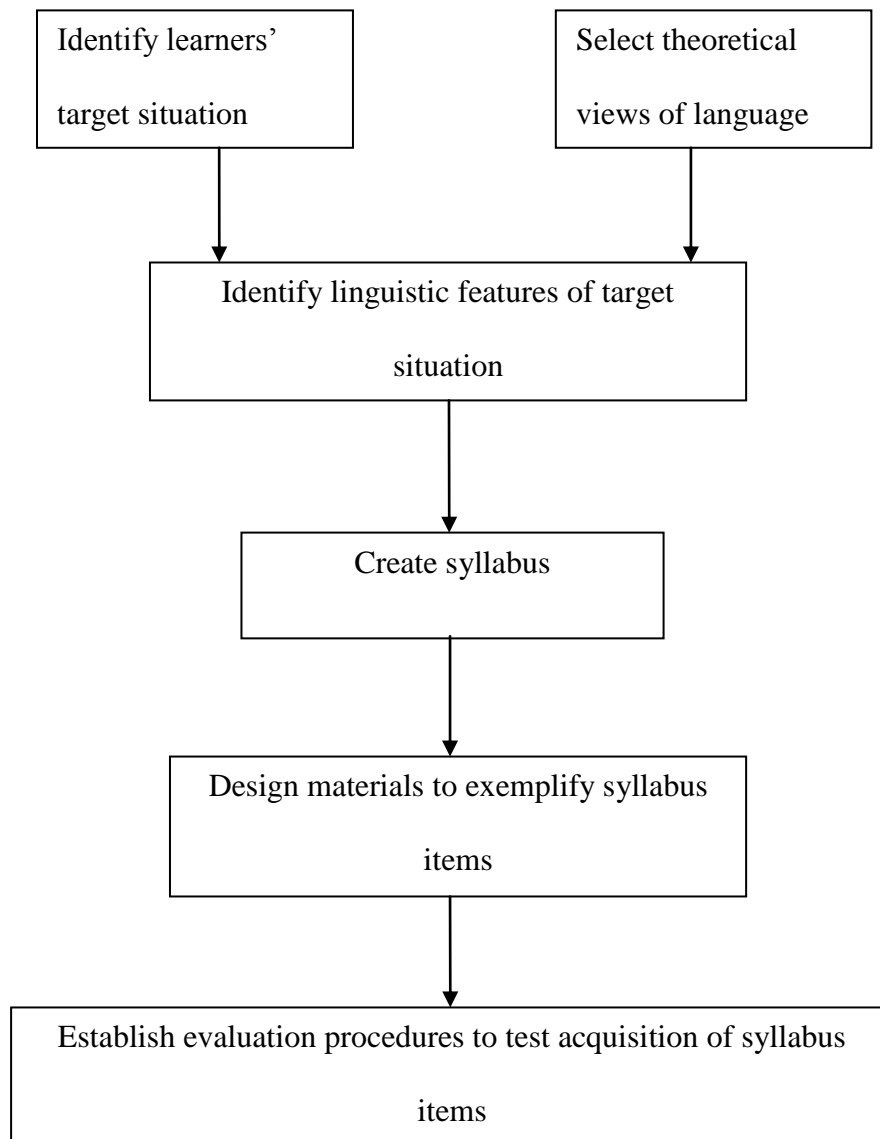 Identify learners’
target situation
Select theoretical
views of language
Identify linguistic features of target
situation
Create syllabus
Design materials to exemplify syllabus
items
Establish evaluation procedures to test acquisition of syllabus
items